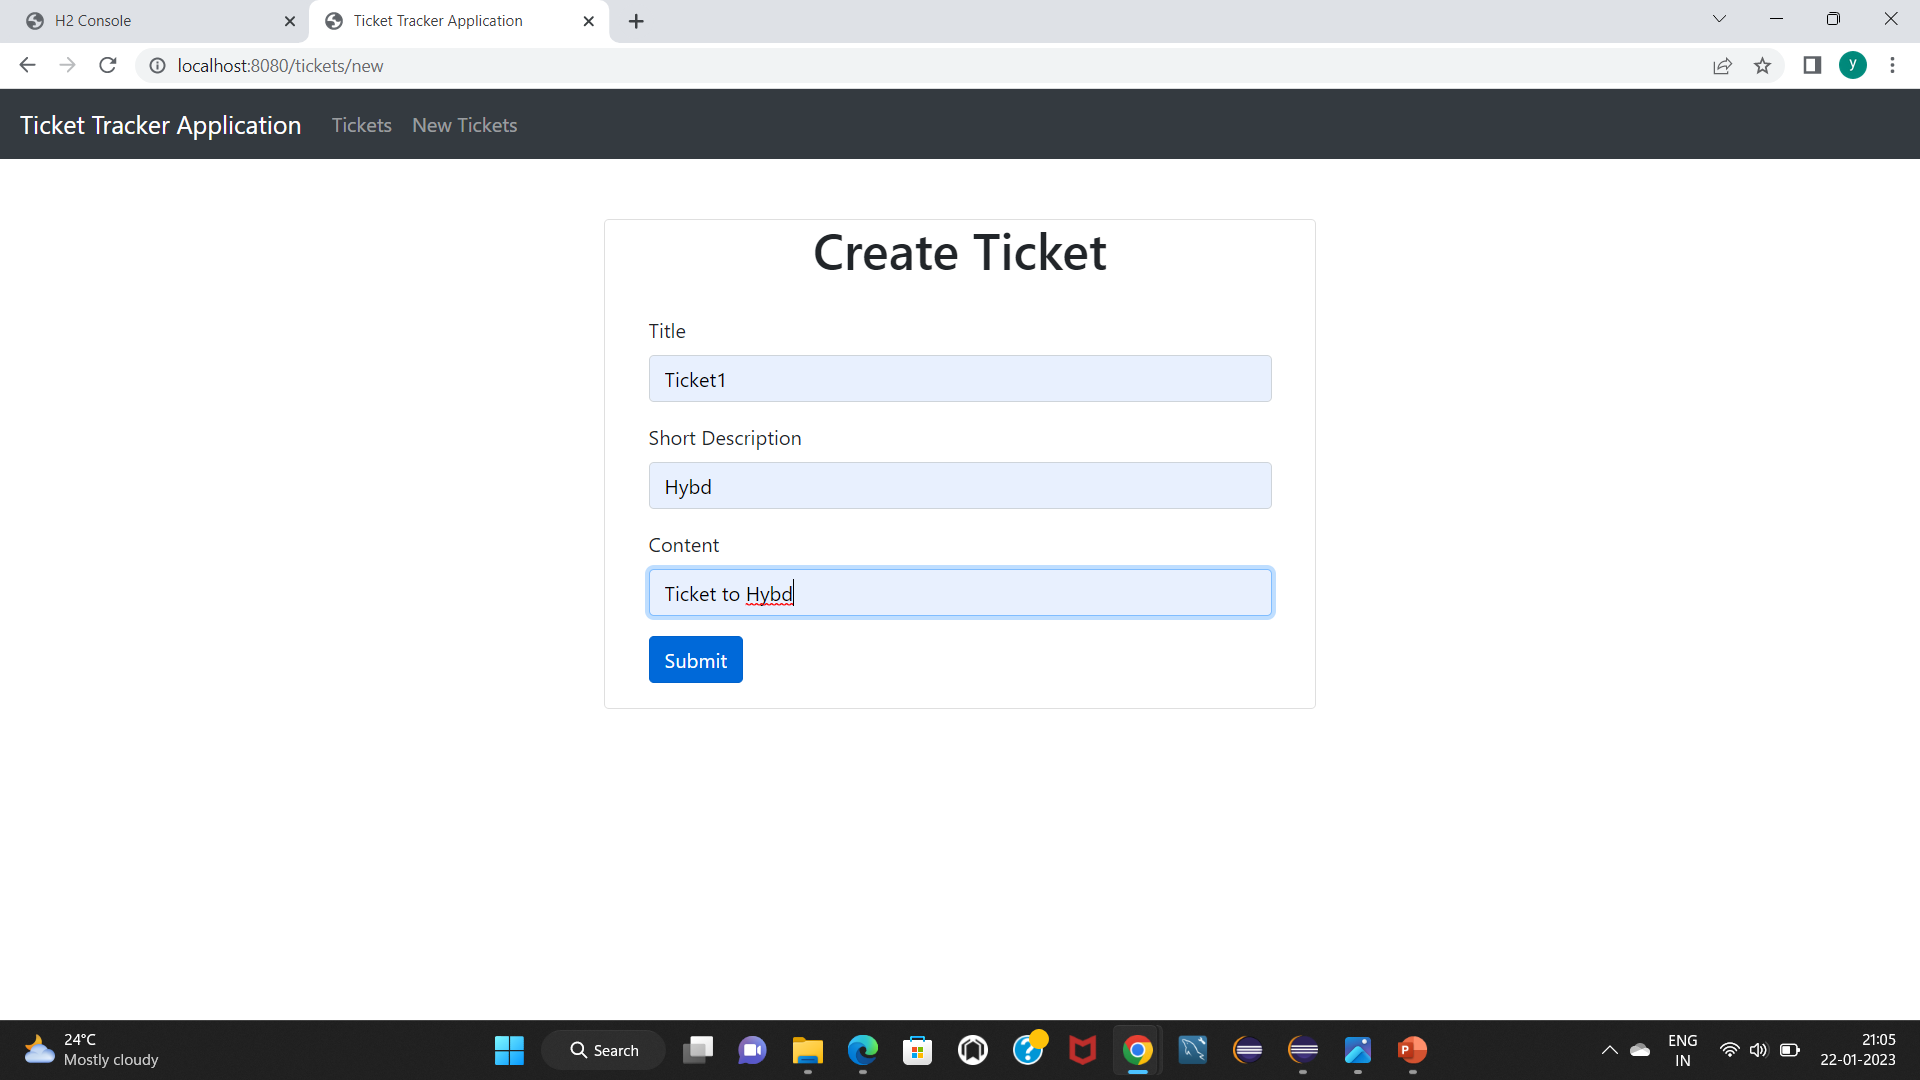 H2 Console
Ticket Tracker Application
localhost:8080/tickets/new
y
Ticket Tracker Application
Tickets
New Tickets
Create Ticket
Title
Ticket1
Short Description
Hybd
Content
Ticket to Hybd
Submit
24°C
Mostly cloudy
Search
P
ENG
IN
21:05
22-01-2023